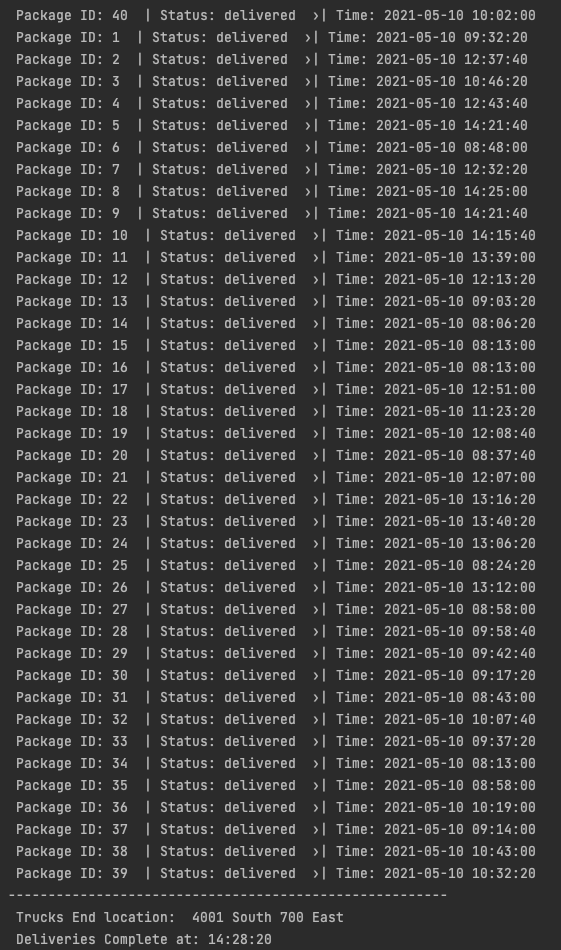 Package ID: 40  | Status: delivered  ›| Time: 2021-05-10 10:02:00
Package ID: 1  | Status: delivered  ›| Time: 2021-05-10 09:32:20
Package ID: 2  | Status: delivered  ›| Time: 2021-05-10 12:37:40
Package ID: 3  | Status: delivered  ›| Time: 2021-05-10 10:46:20
Package ID: 4  | Status: delivered  ›| Time: 2021-05-10 12:43:40
Package ID: 5  | Status: delivered  ›| Time: 2021-05-10 14:21:40
Package ID: 6  | Status: delivered  ›| Time: 2021-05-10 08:48:00
Package ID: 7  | Status: delivered  ›| Time: 2021-05-10 12:32:20
Package ID: 8  | Status: delivered  ›| Time: 2021-05-10 14:25:00
Package ID: 9  | Status: delivered  ›| Time: 2021-05-10 14:21:40
Package ID: 10  | Status: delivered  ›| Time: 2021-05-10 14:15:40
Package ID: 11  | Status: delivered  ›| Time: 2021-05-10 13:39:00
Package ID: 12  | Status: delivered  ›| Time: 2021-05-10 12:13:20
Package ID: 13  | Status: delivered  ›| Time: 2021-05-10 09:03:20
Package ID: 14  | Status: delivered  ›| Time: 2021-05-10 08:06:20
Package ID: 15  | Status: delivered  ›| Time: 2021-05-10 08:13:00
Package ID: 16  | Status: delivered  ›| Time: 2021-05-10 08:13:00
Package ID: 17  | Status: delivered  ›| Time: 2021-05-10 12:51:00
Package ID: 18  | Status: delivered  ›| Time: 2021-05-10 11:23:20
Package ID: 19  | Status: delivered  ›| Time: 2021-05-10 12:08:40
Package ID: 20  | Status: delivered  ›| Time: 2021-05-10 08:37:40
Package ID: 21  | Status: delivered  ›| Time: 2021-05-10 12:07:00
Package ID: 22  | Status: delivered  ›| Time: 2021-05-10 13:16:20
Package ID: 23  | Status: delivered  ›| Time: 2021-05-10 13:40:20
Package ID: 24  | Status: delivered  ›| Time: 2021-05-10 13:06:20
Package ID: 25  | Status: delivered  ›| Time: 2021-05-10 08:24:20
Package ID: 26  | Status: delivered  ›| Time: 2021-05-10 13:12:00
Package ID: 27  | Status: delivered  ›| Time: 2021-05-10 08:58:00
Package ID: 28  | Status: delivered  ›| Time: 2021-05-10 09:58:40
Package ID: 29  | Status: delivered  ›| Time: 2021-05-10 09:42:40
Package ID: 30  | Status: delivered  ›| Time: 2021-05-10 09:17:20
Package ID: 31  | Status: delivered  ›| Time: 2021-05-10 08:43:00
Package ID: 32  | Status: delivered  ›| Time: 2021-05-10 10:07:40
Package ID: 33  | Status: delivered  ›| Time: 2021-05-10 09:37:20
Package ID: 34  | Status: delivered  ›| Time: 2021-05-10 08:13:00
Package ID: 35  | Status: delivered  ›| Time: 2021-05-10 08:58:00
Package ID: 36  | Status: delivered  ›| Time: 2021-05-10 10:19:00
Package ID: 37  | Status: delivered  ›| Time: 2021-05-10 09:14:00
Package ID: 38  | Status: delivered  ›| Time: 2021-05-10 10:43:00
Package ID: 39  | Status: delivered  ›| Time: 2021-05-10 10:32:20
-------------------------------------------------------
Trucks End location:  4001 South 700 East
Deliveries Complete at: 14:28:20